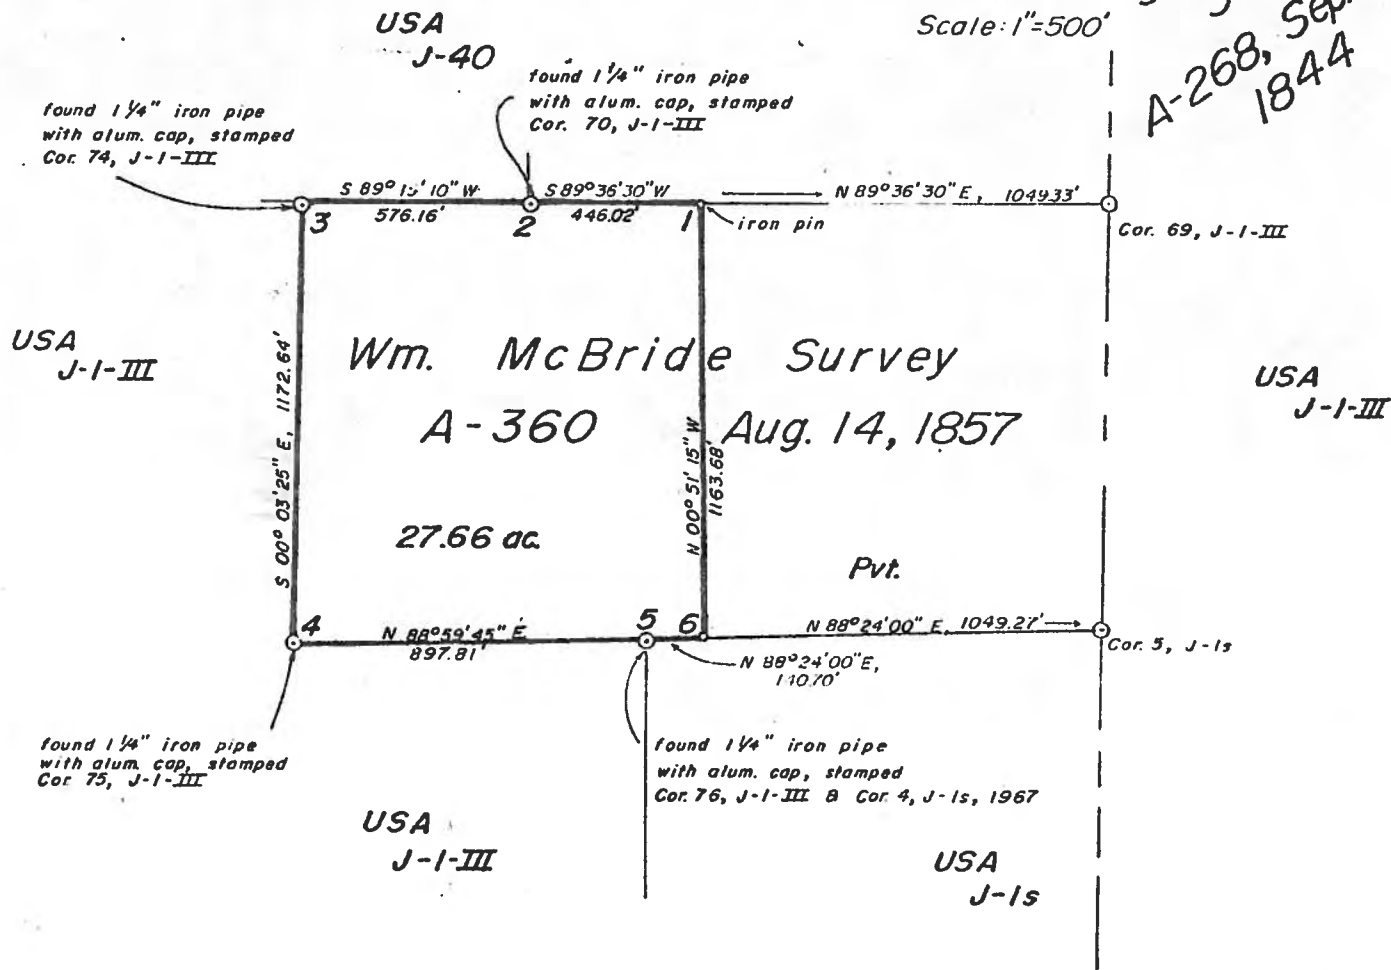 USA
J-40
Scale: 1"=500'
A-268, Sep.
1844
found 1 1/4" iron pipe
with alum. cap, stamped
Cor. 70, J-1-III
found 1 1/4" iron pipe
with alum. cap, stamped
Cor. 74, J-1-III
S 89° 15' 10" W
576.16'
S 89°36'30" W
446.02'
N 89°36'30" E, 1049.33'
3
2
1
iron pin
Cor. 69, J-1-III
USA
J-1-III
S 00° 03' 25" E, 1172.64'
Wm. McBride Survey
A-360
Aug. 14, 1857
N 00° 51' 15" W
1163.68'
USA
J-1-III
27.66 ac.
Pvt.
4
N 88°59'45" E
897.81'
5
6
N 88°24'00" E, 1049.27'
Cor. 5, J-1s
N 88°24'00"E,
140.70'
found 1 1/4" iron pipe
with alum. cap, stamped
Cor. 75, J-1-III
found 1 1/4" iron pipe
with alum. cap, stamped
Cor. 76, J-1-III & Cor. 4, J-1s, 1967
USA
J-1-III
USA
J-1s